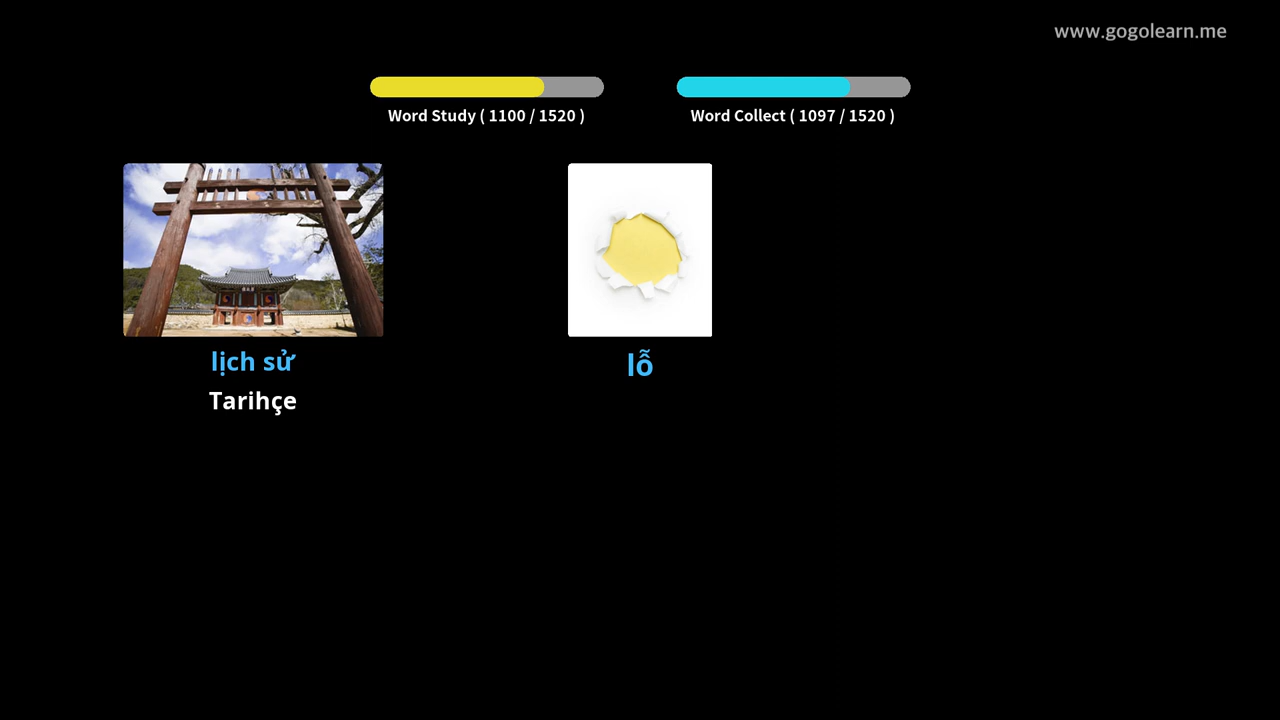 www.gogolearn.me
Word Study ( 1100 / 1520 )
Word Collect ( 1097 / 1520 )
lịch sử
Tarihçe
lỗ